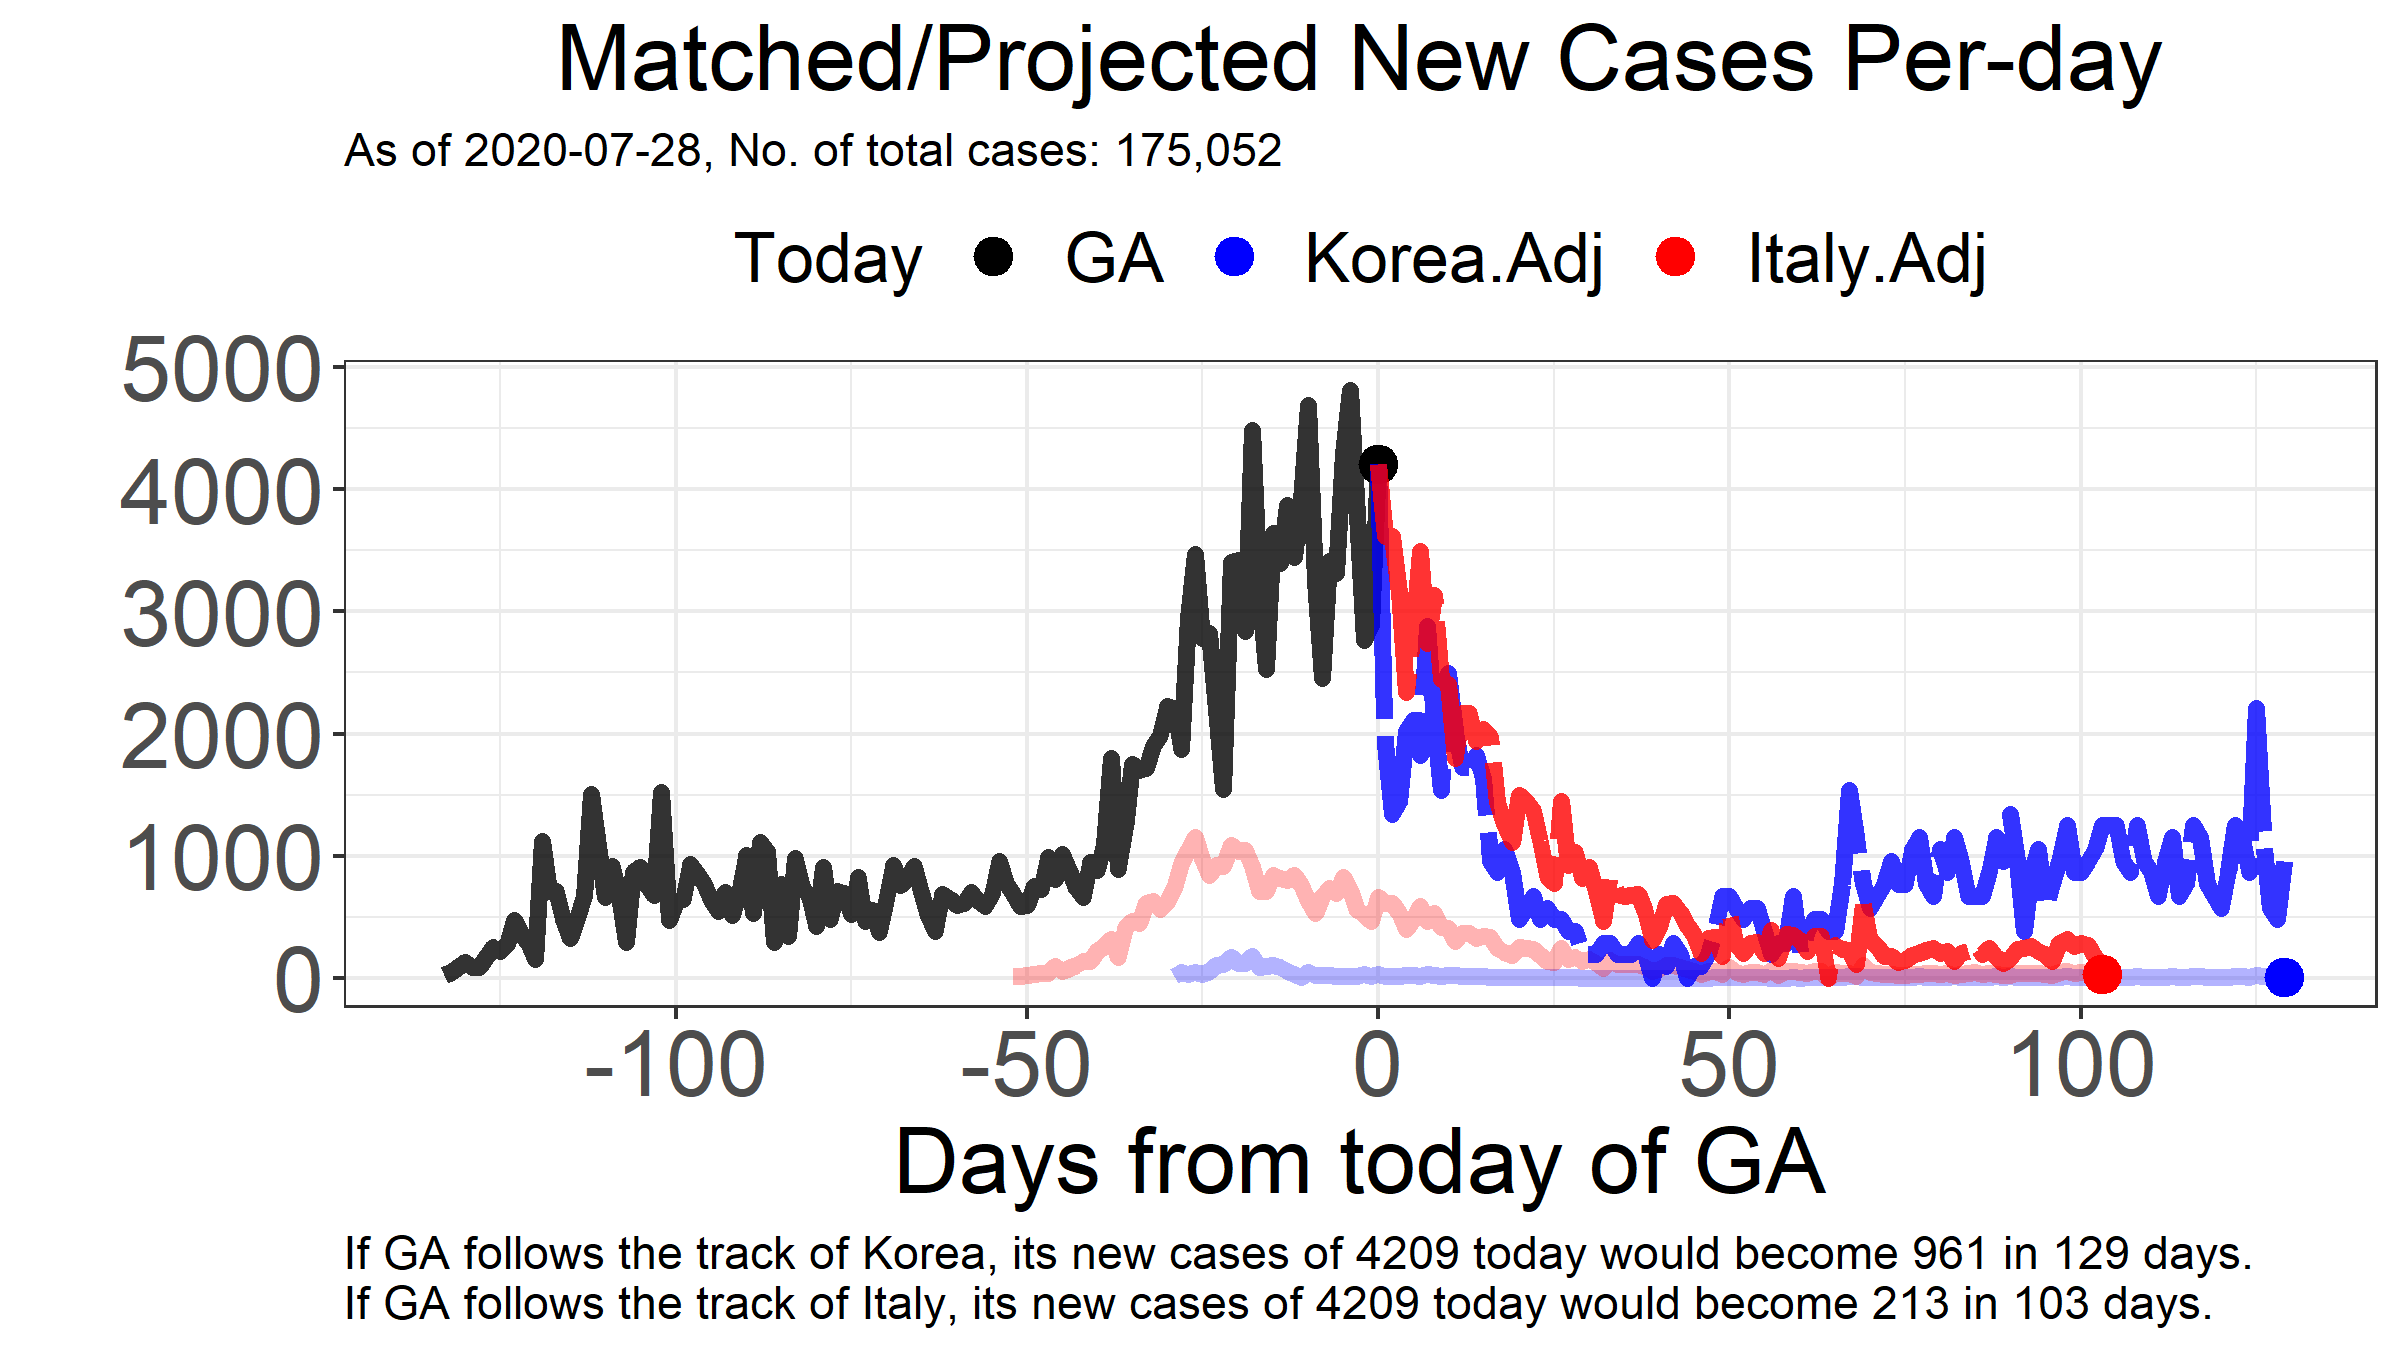 Matched/Projected New Cases Per-day
As of 2020-07-28, No. of total cases: 175,052
Today GA Korea.Adj Italy.Adj
5000
4000
3000
2000
1000
0
-100 -50 0 50 100
Days from today of GA
If GA follows the track of Korea, its new cases of 4209 today would become 961 in 129 days.
If GA follows the track of Italy, its new cases of 4209 today would become 213 in 103 days.